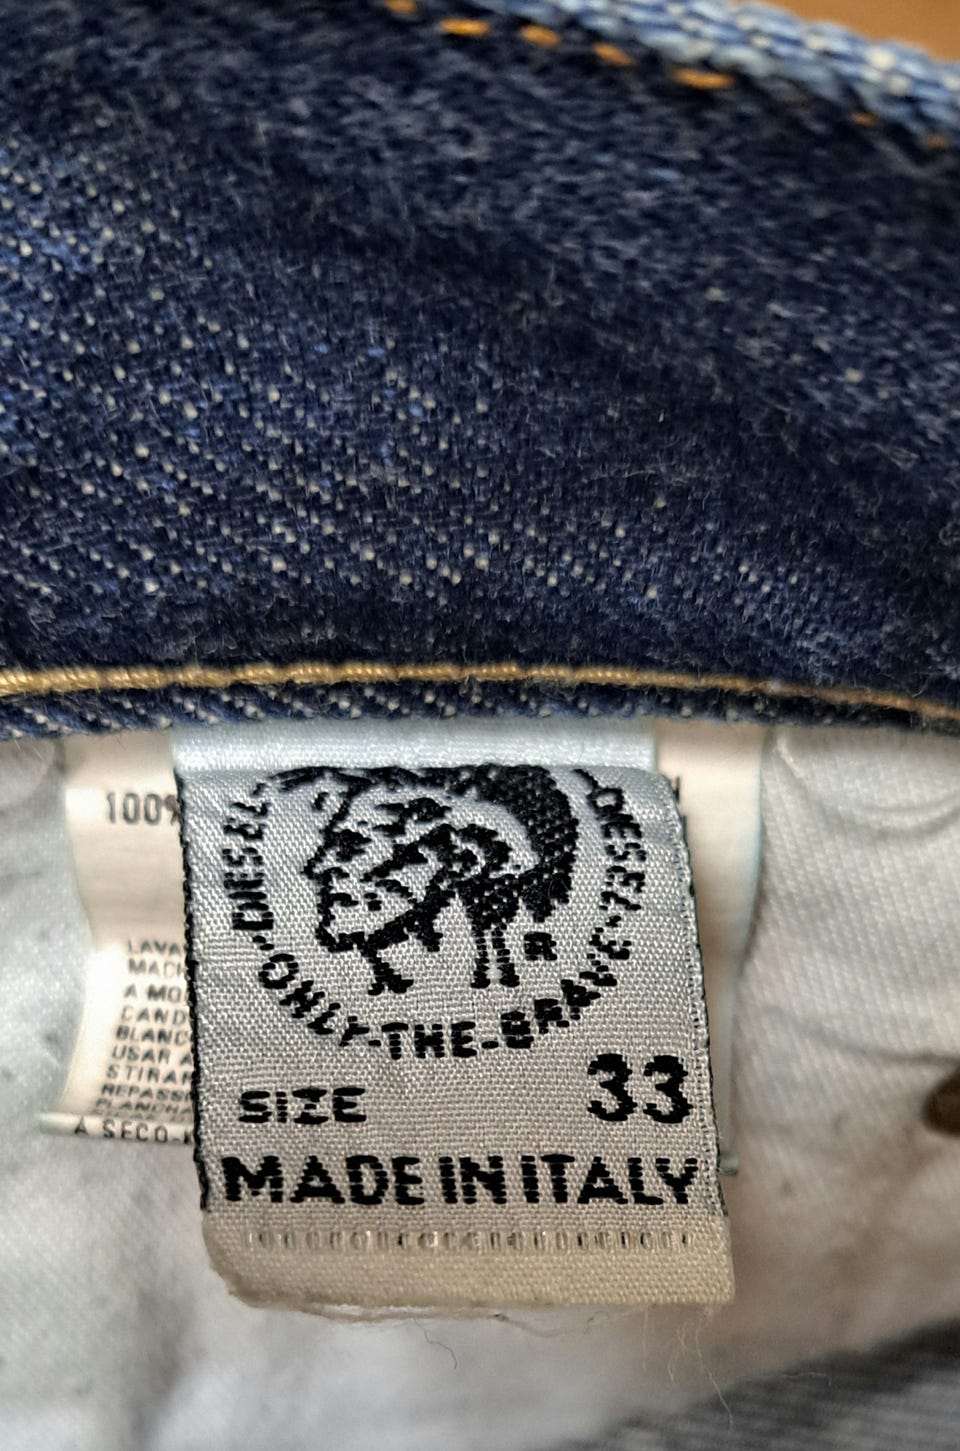 DIESEL
ONLY-THE-BRAVE
R
SIZE 33
MADE IN ITALY
100%
LAVA
MACH
A MO
CAND
BLANC
USAR A
STIRAR
REPASS
PLANCHA
A SECO-